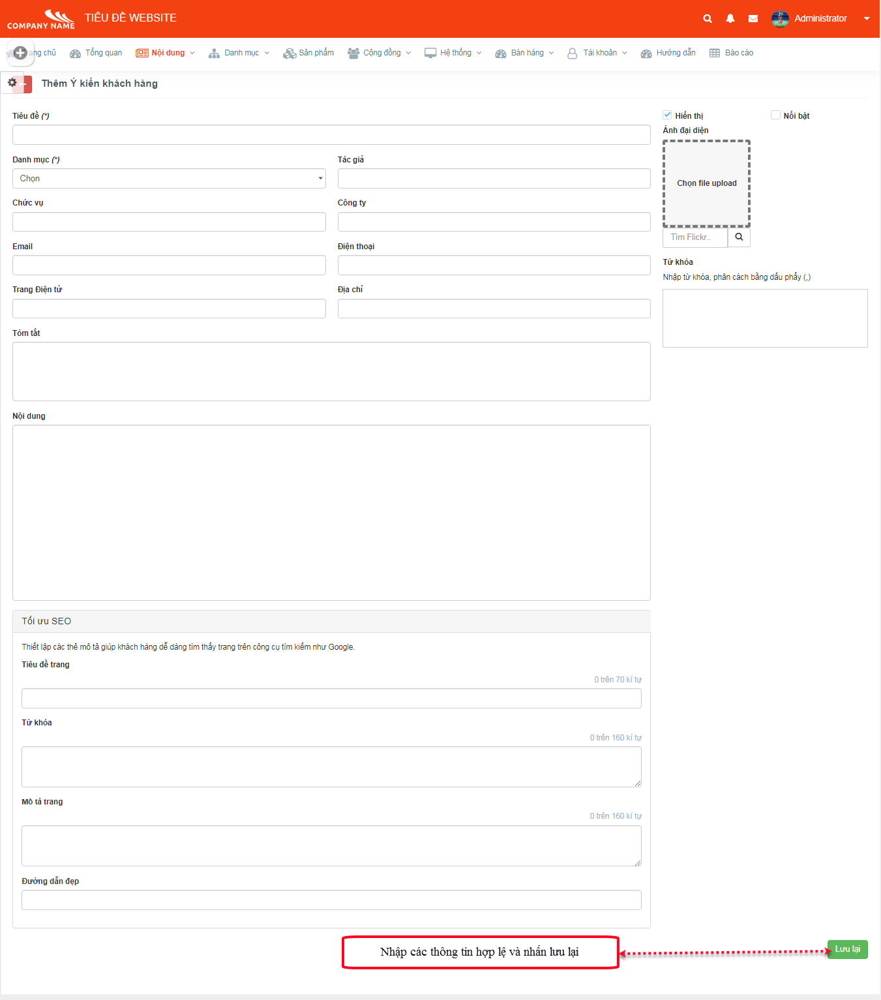 COMPANY NAME TIÊU ĐỀ WEBSITE Administrator
ang chủ Tổng quan Nội dung Danh mục Sản phẩm Cộng đồng Hệ thống Bán hàng Tài khoản Hướng dẫn Báo cáo
Thêm Ý kiến khách hàng
Tiêu đề (*)
Hiển thị Nổi bật
Ảnh đại diện
Chọn file upload
Tìm Flickr..
Danh mục (*) Tác giả
Chọn
Chức vụ Công ty
Email Điện thoại
Trang Điện tử Địa chỉ
Từ khóa
Nhập từ khóa, phân cách bằng dấu phẩy (,)
Tóm tắt
Nội dung
Tối ưu SEO
Thiết lập các thẻ mô tả giúp khách hàng dễ dàng tìm thấy trang trên công cụ tìm kiếm như Google.
Tiêu đề trang
0 trên 70 kí tự
Từ khóa
0 trên 160 kí tự
Mô tả trang
0 trên 160 kí tự
Đường dẫn đẹp
Nhập các thông tin hợp lệ và nhấn lưu lại
Lưu lại